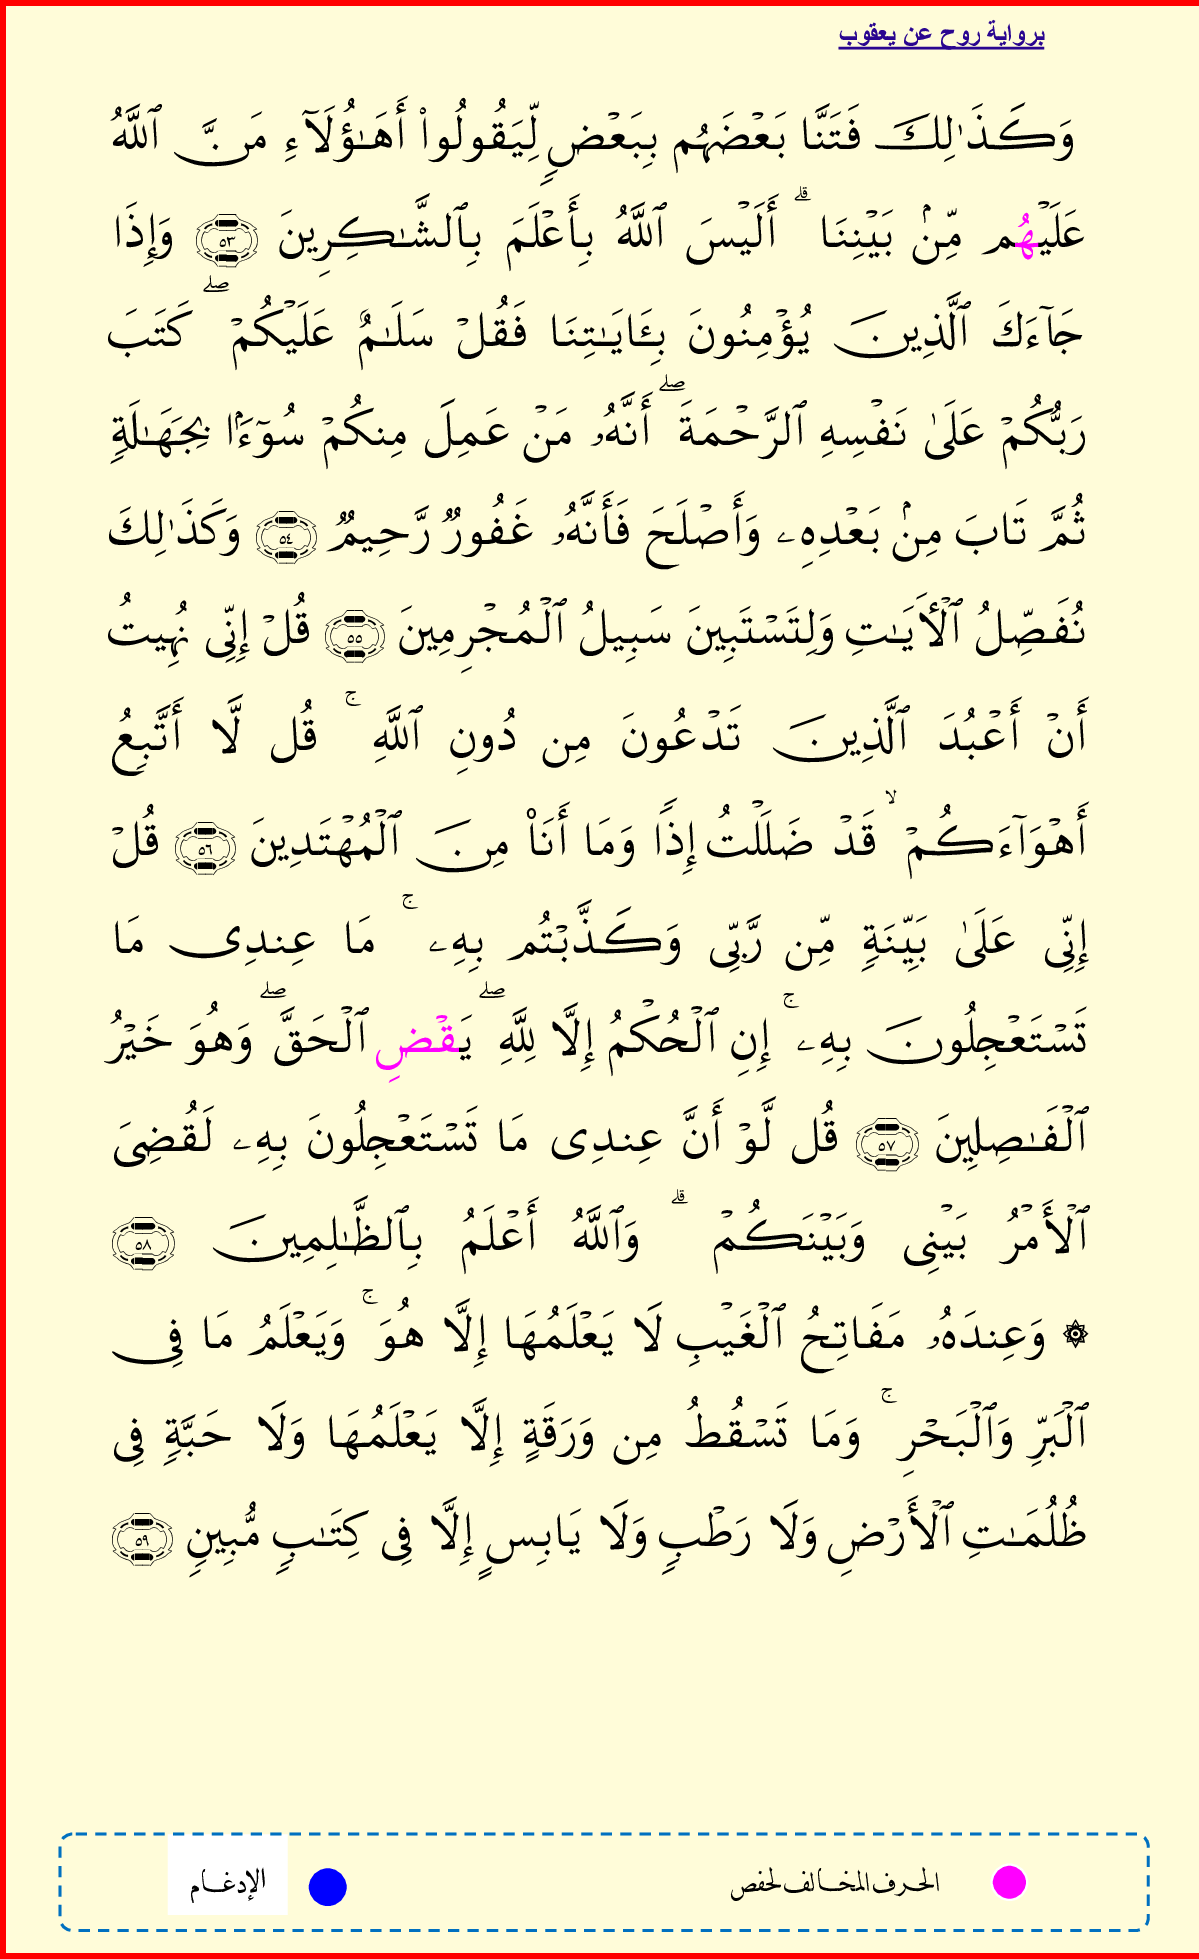 برواية روح عن يعقوب
وَكَذَٰلِكَ فَتَنَّا بَعْضَهُم بِبَعْضٍ لِّيَقُولُوا۟ أَهَـٰٓؤُلَآءِ مَنَّ ٱللَّهُ
عَلَيْهُم مِّنۢ بَيْنِنَا ۗ أَلَيْسَ ٱللَّهُ بِأَعْلَمَ بِٱلشَّـٰكِرِينَ ٥٣ وَإِذَا
جَآءَكَ ٱلَّذِينَ يُؤْمِنُونَ بِـَٔايَـٰتِنَا فَقُلْ سَلَـٰمٌ عَلَيْكُمْ ۖ كَتَبَ
رَبُّكُمْ عَلَىٰ نَفْسِهِ ٱلرَّحْمَةَ ۖ أَنَّهُۥ مَنْ عَمِلَ مِنكُمْ سُوٓءًۢا بِجَهَـٰلَةٍ
ثُمَّ تَابَ مِنۢ بَعْدِهِۦ وَأَصْلَحَ فَأَنَّهُۥ غَفُورٌ رَّحِيمٌ ٥٤ وَكَذَٰلِكَ
نُفَصِّلُ ٱلْـَٔايَـٰتِ وَلِتَسْتَبِينَ سَبِيلُ ٱلْمُجْرِمِينَ ٥٥ قُلْ إِنِّى نُهِيتُ
أَنْ أَعْبُدَ ٱلَّذِينَ تَدْعُونَ مِن دُونِ ٱللَّهِ ۚ قُل لَّآ أَتَّبِعُ
أَهْوَآءَكُمْ ۙ قَدْ ضَلَلْتُ إِذًا وَمَا أَنَا۠ مِنَ ٱلْمُهْتَدِينَ ٥٦ قُلْ
إِنِّى عَلَىٰ بَيِّنَةٍ مِّن رَّبِّى وَكَذَّبْتُم بِهِۦ ۚ مَا عِندِى مَا
تَسْتَعْجِلُونَ بِهِۦ ۚ إِنِ ٱلْحُكْمُ إِلَّا لِلَّهِ ۖ يَقْضِ ٱلْحَقَّ ۖ وَهُوَ خَيْرُ
ٱلْفَـٰصِلِينَ ٥٧ قُل لَّوْ أَنَّ عِندِى مَا تَسْتَعْجِلُونَ بِهِۦ لَقُضِىَ
ٱلْأَمْرُ بَيْنِى وَبَيْنَكُمْ ۗ وَٱللَّهُ أَعْلَمُ بِٱلظَّـٰلِمِينَ ٥٨
۞ وَعِندَهُۥ مَفَاتِحُ ٱلْغَيْبِ لَا يَعْلَمُهَا إِلَّا هُوَ ۚ وَيَعْلَمُ مَا فِى
ٱلْبَرِّ وَٱلْبَحْرِ ۚ وَمَا تَسْقُطُ مِن وَرَقَةٍ إِلَّا يَعْلَمُهَا وَلَا حَبَّةٍ فِى
ظُلُمَـٰتِ ٱلْأَرْضِ وَلَا رَطْبٍ وَلَا يَابِسٍ إِلَّا فِى كِتَـٰبٍ مُّبِينٍ ٥٩
الحرف المخالف لحفص
الإدغام